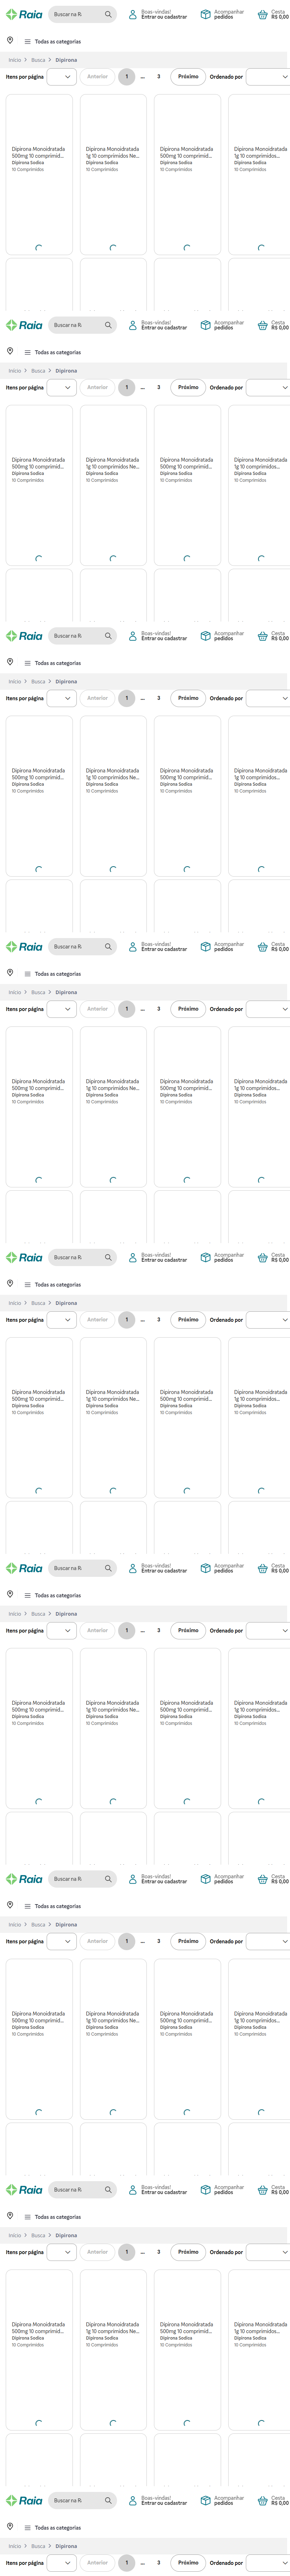 Raia Buscar na R Boas-vindas! Acompanhar Cesta
Entrar ou cadastrar pedidos R$ 0,00
Todas as categorias
Início Busca Dipirona
Itens por página Anterior 1 ... 3 Próximo Ordenado por
Dipirona Monoidratada Dipirona Monoidratada Dipirona Monoidratada Dipirona Monoidratada
500mg 10 comprimid... 1g 10 comprimidos Ne... 500mg 10 comprimid... 1g 10 comprimidos...
Dipirona Sodica Dipirona Sodica Dipirona Sodica Dipirona Sodica
10 Comprimidos 10 Comprimidos 10 Comprimidos 10 Comprimidos
Raia Buscar na R Boas-vindas! Acompanhar Cesta
Entrar ou cadastrar pedidos R$ 0,00
Todas as categorias
Início Busca Dipirona
Itens por página Anterior 1 ... 3 Próximo Ordenado por
Dipirona Monoidratada Dipirona Monoidratada Dipirona Monoidratada Dipirona Monoidratada
500mg 10 comprimid... 1g 10 comprimidos Ne... 500mg 10 comprimid... 1g 10 comprimidos...
Dipirona Sodica Dipirona Sodica Dipirona Sodica Dipirona Sodica
10 Comprimidos 10 Comprimidos 10 Comprimidos 10 Comprimidos
Raia Buscar na R Boas-vindas! Acompanhar Cesta
Entrar ou cadastrar pedidos R$ 0,00
Todas as categorias
Início Busca Dipirona
Itens por página Anterior 1 ... 3 Próximo Ordenado por
Dipirona Monoidratada Dipirona Monoidratada Dipirona Monoidratada Dipirona Monoidratada
500mg 10 comprimid... 1g 10 comprimidos Ne... 500mg 10 comprimid... 1g 10 comprimidos...
Dipirona Sodica Dipirona Sodica Dipirona Sodica Dipirona Sodica
10 Comprimidos 10 Comprimidos 10 Comprimidos 10 Comprimidos
Raia Buscar na R Boas-vindas! Acompanhar Cesta
Entrar ou cadastrar pedidos R$ 0,00
Todas as categorias
Início Busca Dipirona
Itens por página Anterior 1 ... 3 Próximo Ordenado por
Dipirona Monoidratada Dipirona Monoidratada Dipirona Monoidratada Dipirona Monoidratada
500mg 10 comprimid... 1g 10 comprimidos Ne... 500mg 10 comprimid... 1g 10 comprimidos...
Dipirona Sodica Dipirona Sodica Dipirona Sodica Dipirona Sodica
10 Comprimidos 10 Comprimidos 10 Comprimidos 10 Comprimidos
Raia Buscar na R Boas-vindas! Acompanhar Cesta
Entrar ou cadastrar pedidos R$ 0,00
Todas as categorias
Início Busca Dipirona
Itens por página Anterior 1 ... 3 Próximo Ordenado por
Dipirona Monoidratada Dipirona Monoidratada Dipirona Monoidratada Dipirona Monoidratada
500mg 10 comprimid... 1g 10 comprimidos Ne... 500mg 10 comprimid... 1g 10 comprimidos...
Dipirona Sodica Dipirona Sodica Dipirona Sodica Dipirona Sodica
10 Comprimidos 10 Comprimidos 10 Comprimidos 10 Comprimidos
Raia Buscar na R Boas-vindas! Acompanhar Cesta
Entrar ou cadastrar pedidos R$ 0,00
Todas as categorias
Início Busca Dipirona
Itens por página Anterior 1 ... 3 Próximo Ordenado por
Dipirona Monoidratada Dipirona Monoidratada Dipirona Monoidratada Dipirona Monoidratada
500mg 10 comprimid... 1g 10 comprimidos Ne... 500mg 10 comprimid... 1g 10 comprimidos...
Dipirona Sodica Dipirona Sodica Dipirona Sodica Dipirona Sodica
10 Comprimidos 10 Comprimidos 10 Comprimidos 10 Comprimidos
Raia Buscar na R Boas-vindas! Acompanhar Cesta
Entrar ou cadastrar pedidos R$ 0,00
Todas as categorias
Início Busca Dipirona
Itens por página Anterior 1 ... 3 Próximo Ordenado por
Dipirona Monoidratada Dipirona Monoidratada Dipirona Monoidratada Dipirona Monoidratada
500mg 10 comprimid... 1g 10 comprimidos Ne... 500mg 10 comprimid... 1g 10 comprimidos...
Dipirona Sodica Dipirona Sodica Dipirona Sodica Dipirona Sodica
10 Comprimidos 10 Comprimidos 10 Comprimidos 10 Comprimidos
Raia Buscar na R Boas-vindas! Acompanhar Cesta
Entrar ou cadastrar pedidos R$ 0,00
Todas as categorias
Início Busca Dipirona
Itens por página Anterior 1 ... 3 Próximo Ordenado por
Dipirona Monoidratada Dipirona Monoidratada Dipirona Monoidratada Dipirona Monoidratada
500mg 10 comprimid... 1g 10 comprimidos Ne... 500mg 10 comprimid... 1g 10 comprimidos...
Dipirona Sodica Dipirona Sodica Dipirona Sodica Dipirona Sodica
10 Comprimidos 10 Comprimidos 10 Comprimidos 10 Comprimidos
Raia Buscar na R Boas-vindas! Acompanhar Cesta
Entrar ou cadastrar pedidos R$ 0,00
Todas as categorias
Início Busca Dipirona
Itens por página Anterior 1 ... 3 Próximo Ordenado por